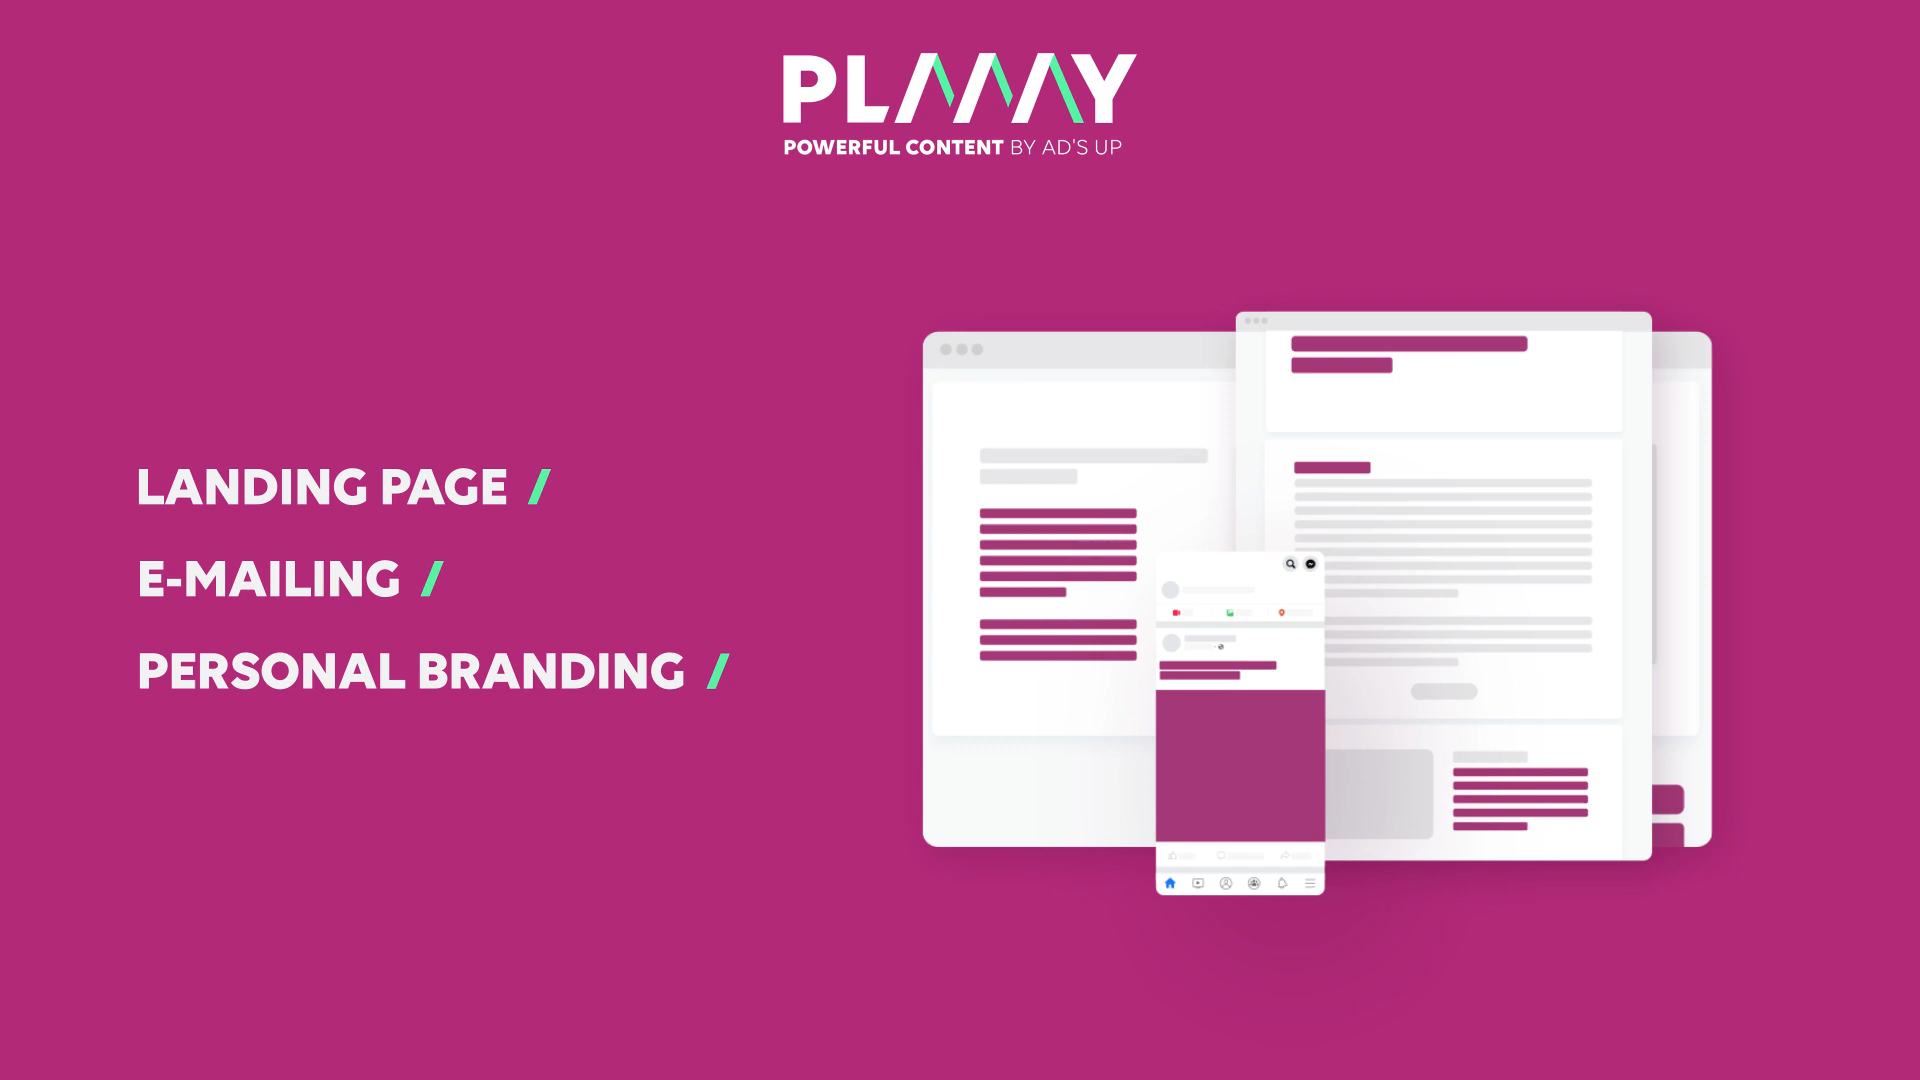 PLAAAY
POWERFUL CONTENT BY AD'S UP
LANDING PAGE /
E-MAILING /
PERSONAL BRANDING /